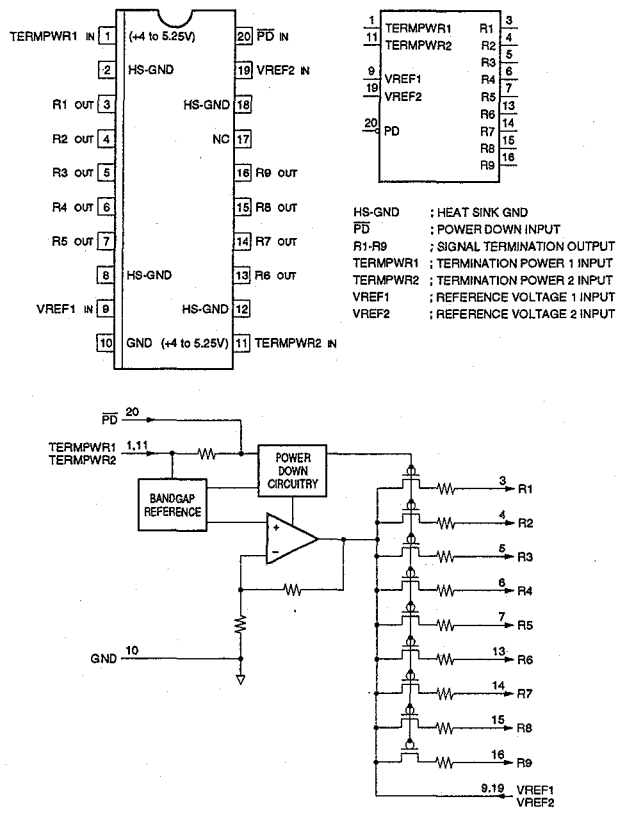 TERMPWR1 IN 1 (+4 to 5.25V) 20 PD IN
2 HS-GND 19 VREF2 IN
R1 OUT 3 HS-GND 18
R2 OUT 4 NC 17
R3 OUT 5 16 R9 OUT
R4 OUT 6 15 R8 OUT
R5 OUT 7 14 R7 OUT
8 HS-GND 13 R6 OUT
VREF1 IN 9 HS-GND 12
10 GND (+4 to 5.25V) 11 TERMPWR2 IN
1 TERMPWR1 R1 3
11 TERMPWR2 R2 4
R3 5
9 VREF1 R4 6
19 VREF2 R5 7
R6 13
20 PD R7 14
R8 15
R9 16
HS-GND ; HEAT SINK GND
PD ; POWER DOWN INPUT
R1-R9 ; SIGNAL TERMINATION OUTPUT
TERMPWR1 ; TERMINATION POWER 1 INPUT
TERMPWR2 ; TERMINATION POWER 2 INPUT
VREF1 ; REFERENCE VOLTAGE 1 INPUT
VREF2 ; REFERENCE VOLTAGE 2 INPUT
PD 20
TERMPWR1 1,11
TERMPWR2
POWER
DOWN
CIRCUITRY
BANDGAP
REFERENCE
+
−
GND 10
3 R1
4 R2
5 R3
6 R4
7 R5
13 R6
14 R7
15 R8
16 R9
9,19 VREF1
VREF2